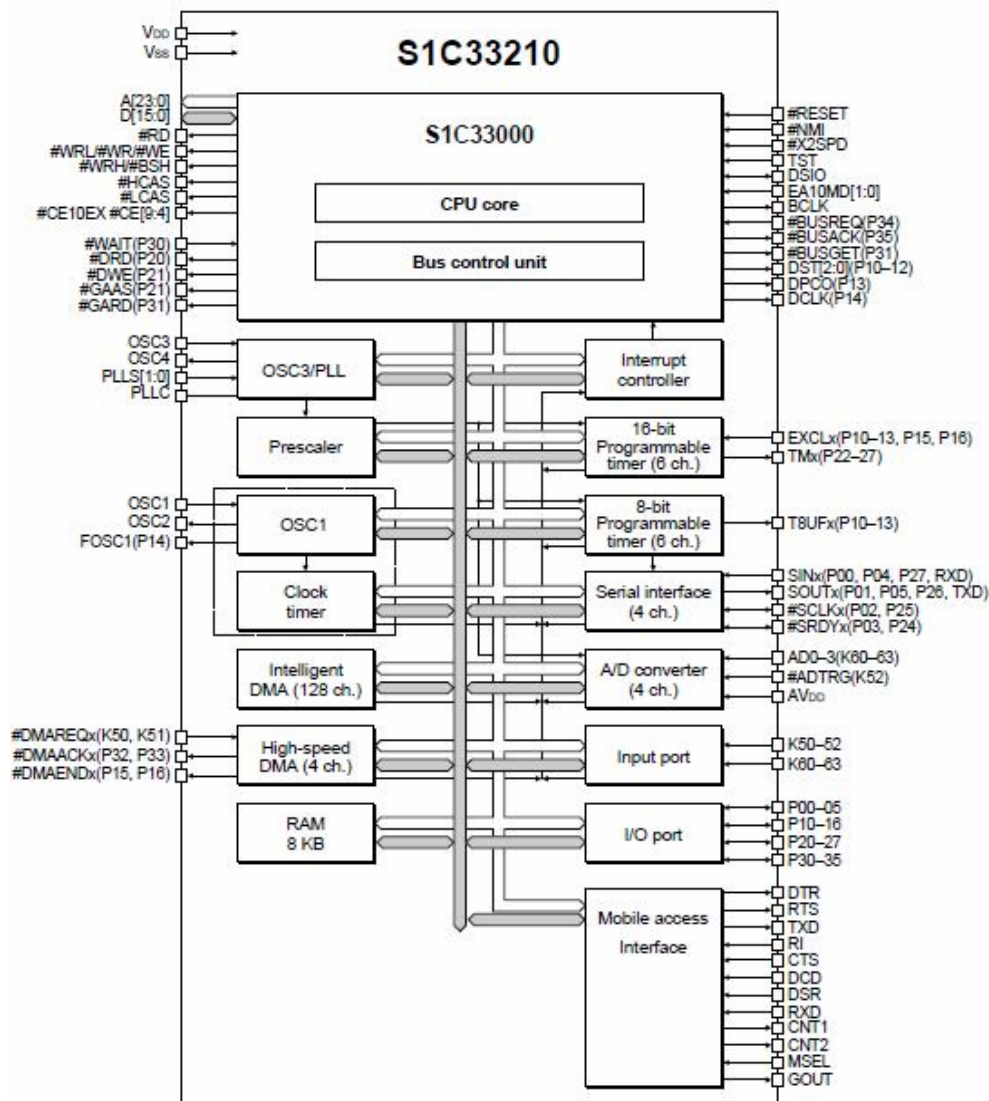 S1C33210
VDD
VSS
A[23:0]
D[15:0]
#RD
#WRL/#WR/#WE
#WRH/#BSH
#HCAS
#LCAS
#CE10EX #CE[9:4]
#WAIT(P30)
#DRD(P20)
#DWE(P21)
#GAAS(P21)
#GARD(P31)
S1C33000
CPU core
Bus control unit
#RESET
#NMI
#X2SPD
TST
DSIO
EA10MD[1:0]
BCLK
#BUSREQ(P34)
#BUSACK(P35)
#BUSGET(P31)
DST[2:0](P10–12)
DPCO(P13)
DCLK(P14)
OSC3
OSC4
PLLS[1:0]
PLLC
OSC3/PLL
Interrupt
controller
Prescaler
16-bit
Programmable
timer (6 ch.)
EXCLx(P10–13, P15, P16)
TMx(P22–27)
OSC1
OSC2
FOSC1(P14)
OSC1
8-bit
Programmable
timer (6 ch.)
T8UFx(P10–13)
Clock
timer
Serial interface
(4 ch.)
SINx(P00, P04, P27, RXD)
SOUTx(P01, P05, P26, TXD)
#SCLKx(P02, P25)
#SRDYx(P03, P24)
Intelligent
DMA (128 ch.)
A/D converter
(4 ch.)
AD0–3(K60–63)
#ADTRG(K52)
AVDD
#DMAREQx(K50, K51)
#DMAACKx(P32, P33)
#DMAENDx(P15, P16)
High-speed
DMA (4 ch.)
Input port
K50–52
K60–63
RAM
8 KB
I/O port
P00–05
P10–16
P20–27
P30–35
Mobile access
Interface
DTR
RTS
TXD
RI
CTS
DCD
DSR
RXD
CNT1
CNT2
MSEL
GOUT